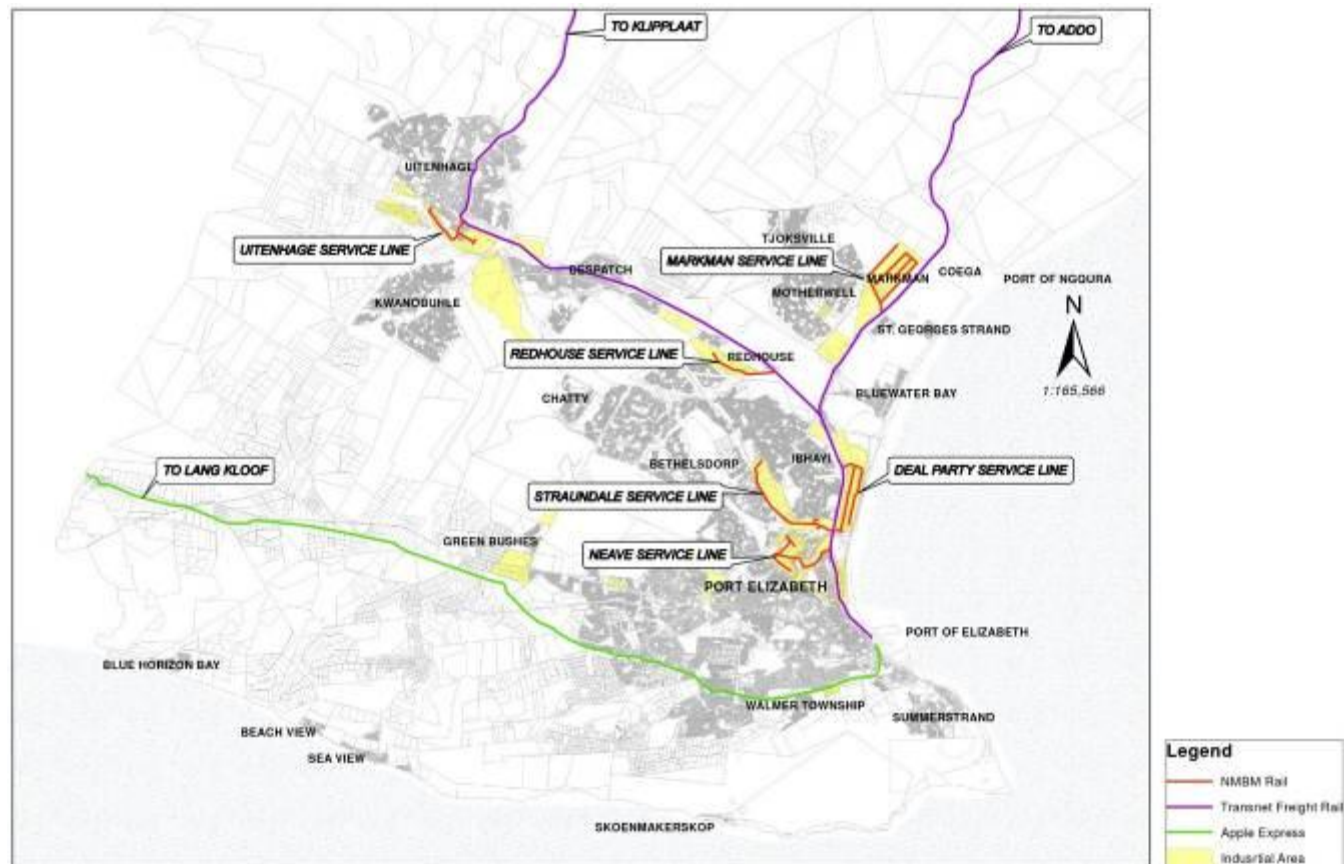 TO KLIPPLAAT
TO ADDO
UITENHAGE
UITENHAGE SERVICE LINE
TJOKSVILLE
MARKMAN SERVICE LINE
DESPATCH
MARKMAN
COEGA
PORT OF NGQURA
KWANOBUHLE
MOTHERWELL
N
ST. GEORGES STRAND
REDHOUSE SERVICE LINE
REDHOUSE
1:165,566
CHATTY
BLUEWATER BAY
TO LANG KLOOF
BETHELSDORP
IBHAYI
DEAL PARTY SERVICE LINE
STRAUNDALE SERVICE LINE
GREEN BUSHES
NEAVE SERVICE LINE
PORT ELIZABETH
PORT OF ELIZABETH
BLUE HORIZON BAY
WALMER TOWNSHIP
SUMMERSTRAND
BEACH VIEW
SEA VIEW
SKOENMAKERSKOP
Legend
NMBM Rail
Transnet Freight Rail
Apple Express
Indusrtial Area